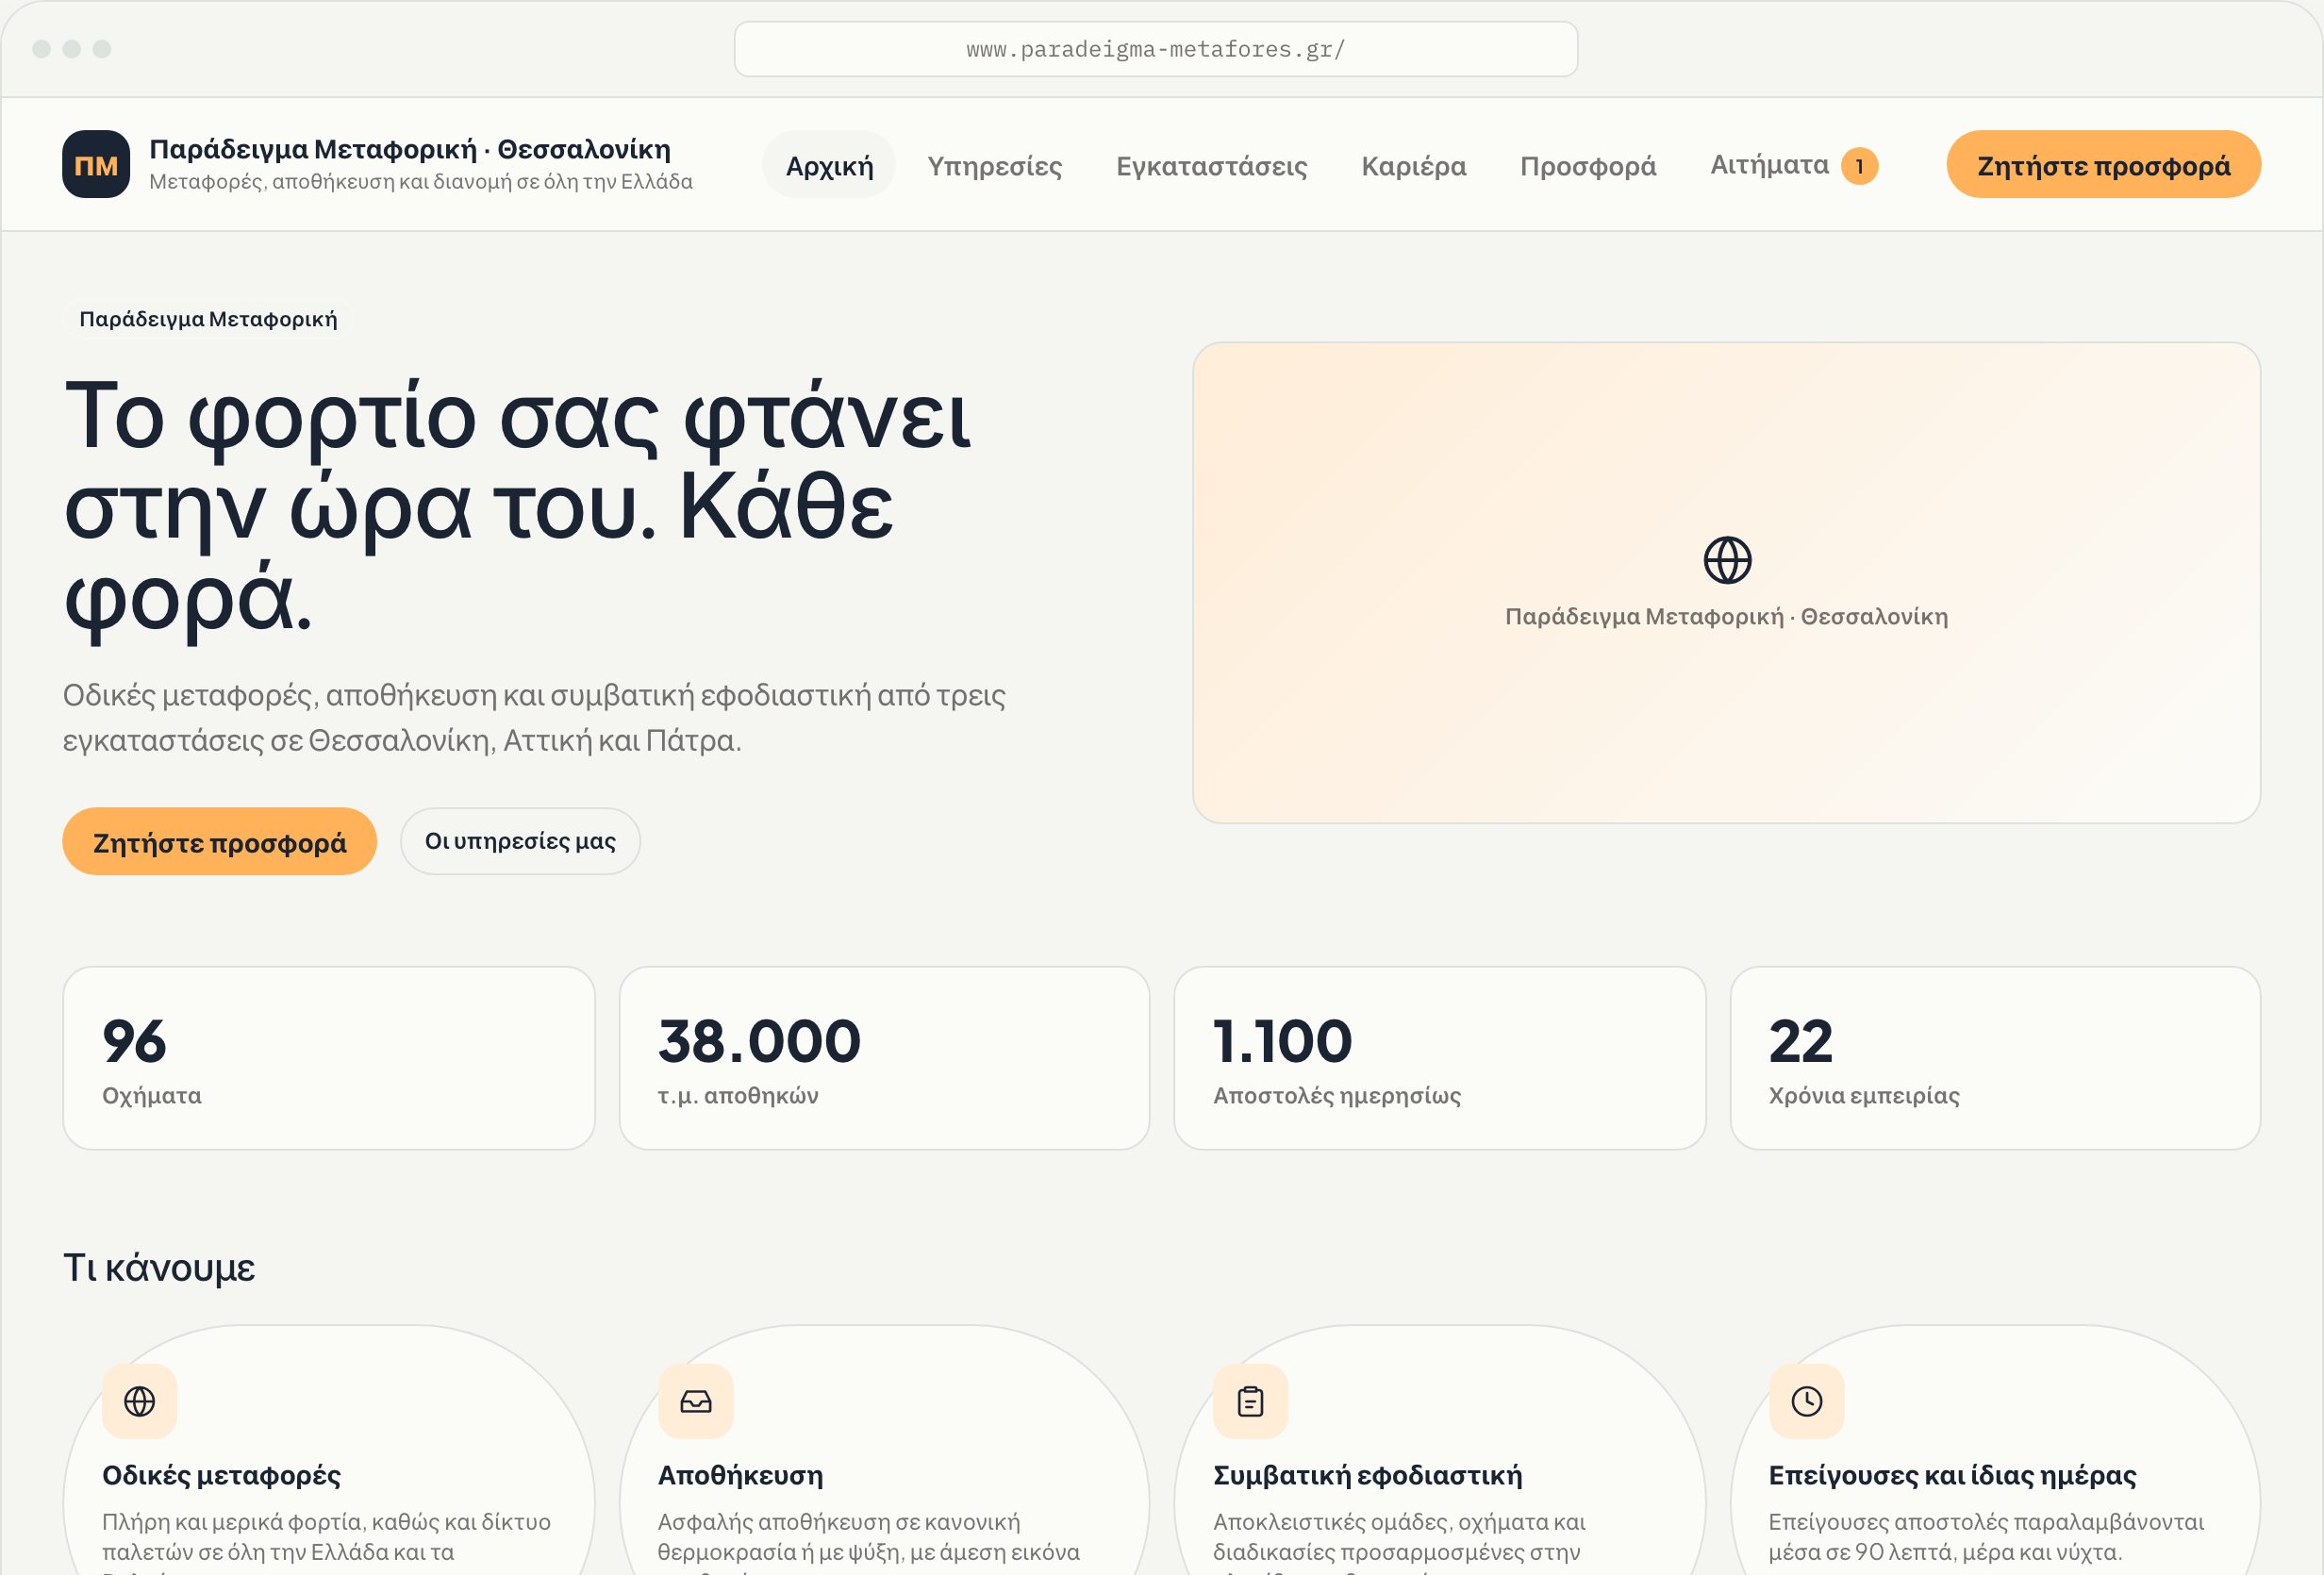 www.paradeigma-metafores.gr/
ΠΜ
Παράδειγμα Μεταφορική · Θεσσαλονίκη
Μεταφορές, αποθήκευση και διανομή σε όλη την Ελλάδα
Αρχική
Υπηρεσίες
Εγκαταστάσεις
Καριέρα
Προσφορά
Αιτήματα 1
Ζητήστε προσφορά
Παράδειγμα Μεταφορική
Το φορτίο σας φτάνει
στην ώρα του. Κάθε
φορά.
Οδικές μεταφορές, αποθήκευση και συμβατική εφοδιαστική από τρεις
εγκαταστάσεις σε Θεσσαλονίκη, Αττική και Πάτρα.
Ζητήστε προσφορά
Οι υπηρεσίες μας
Παράδειγμα Μεταφορική · Θεσσαλονίκη
96
Οχήματα
38.000
τ.μ. αποθηκών
1.100
Αποστολές ημερησίως
22
Χρόνια εμπειρίας
Τι κάνουμε
Οδικές μεταφορές
Πλήρη και μερικά φορτία, καθώς και δίκτυο
παλετών σε όλη την Ελλάδα και τα
Αποθήκευση
Ασφαλής αποθήκευση σε κανονική
θερμοκρασία ή με ψύξη, με άμεση εικόνα
Συμβατική εφοδιαστική
Αποκλειστικές ομάδες, οχήματα και
διαδικασίες προσαρμοσμένες στην
Επείγουσες και ίδιας ημέρας
Επείγουσες αποστολές παραλαμβάνονται
μέσα σε 90 λεπτά, μέρα και νύχτα.